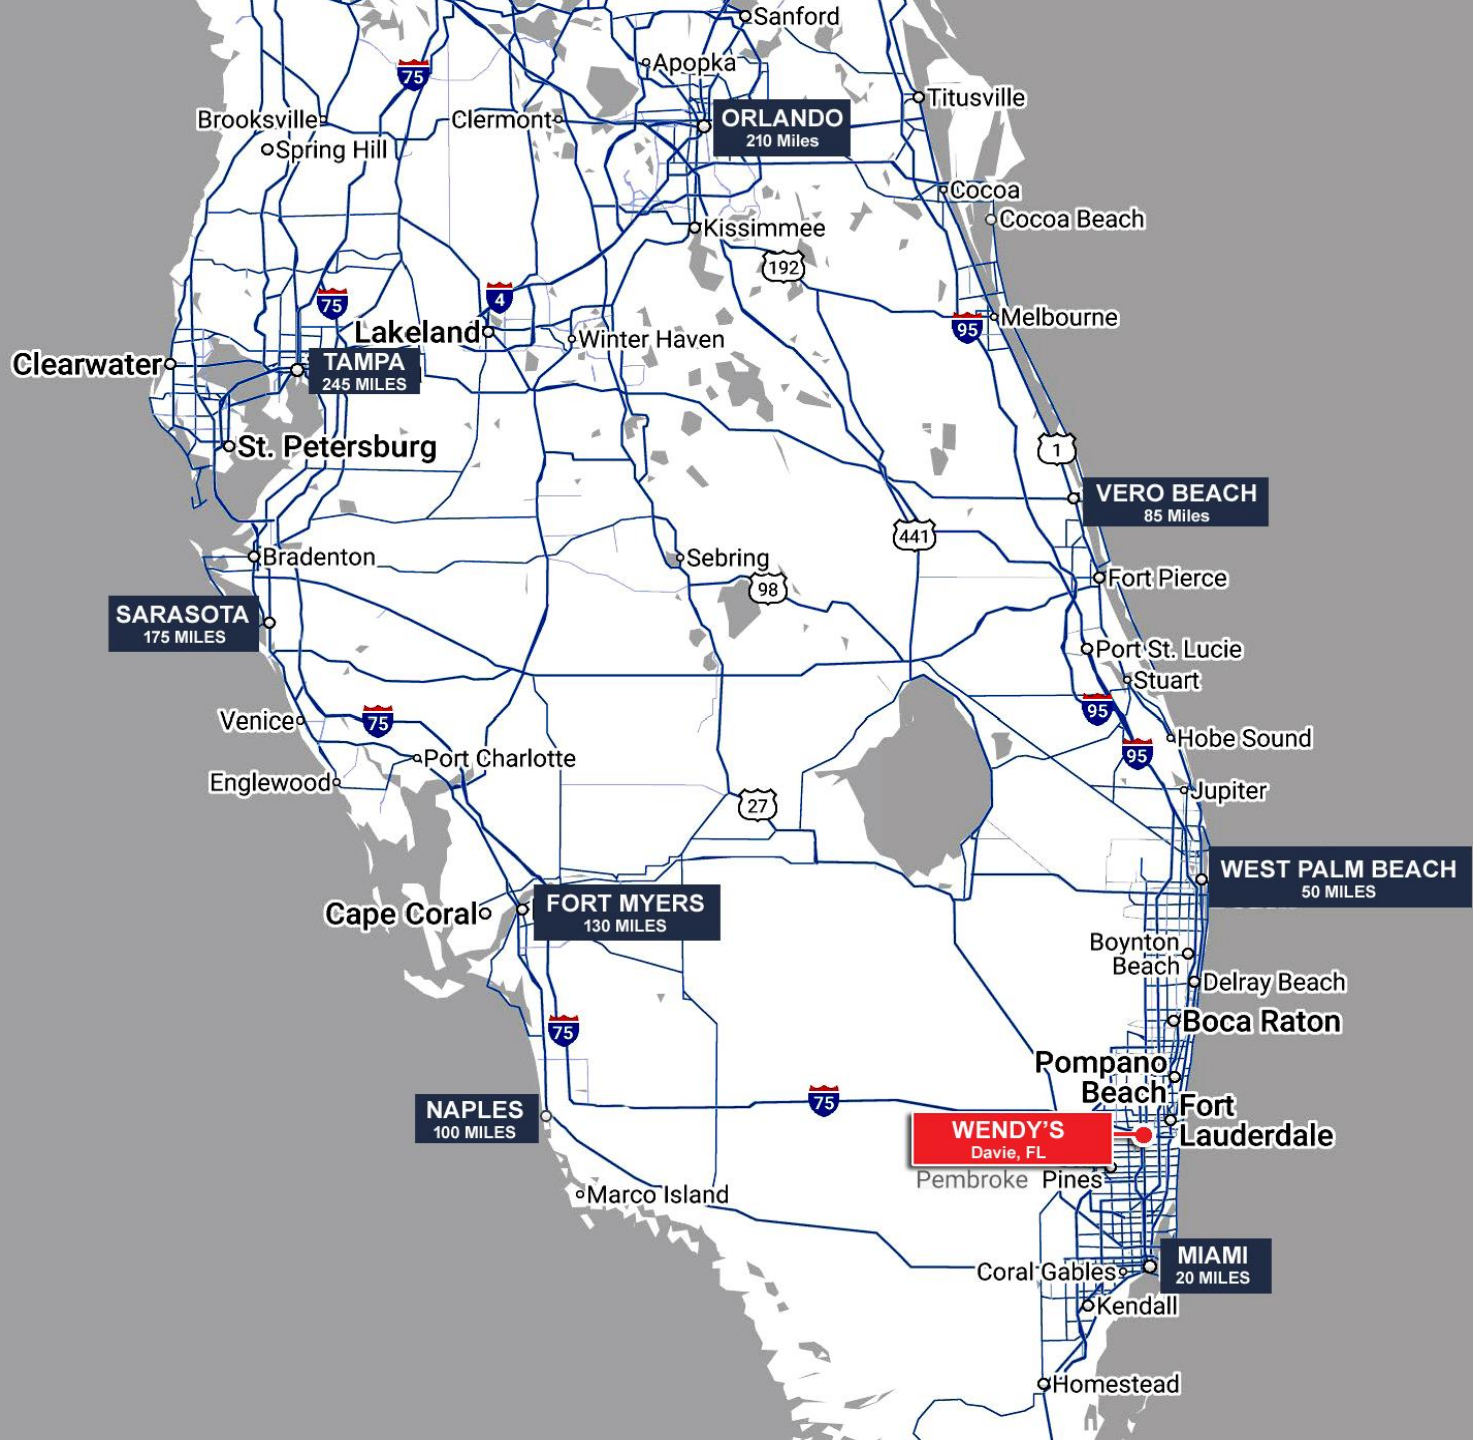 Sanford
Apopka
75
Titusville
Brooksville
Clermont
ORLANDO
210 Miles
Spring Hill
Cocoa
Cocoa Beach
Kissimmee
192
75
4
Lakeland
Winter Haven
95
Melbourne
Clearwater
TAMPA
245 MILES
St. Petersburg
1
VERO BEACH
85 Miles
441
Bradenton
Sebring
98
Fort Pierce
SARASOTA
175 MILES
Port St. Lucie
Stuart
95
Venice
75
Hobe Sound
95
Port Charlotte
Englewood
Jupiter
27
WEST PALM BEACH
50 MILES
Cape Coral
FORT MYERS
130 MILES
Boynton
Beach
Delray Beach
Boca Raton
75
Pompano
Beach
75
NAPLES
100 MILES
Fort
Lauderdale
WENDY'S
Davie, FL
Pembroke Pines
Marco Island
MIAMI
20 MILES
Coral Gables
Kendall
Homestead